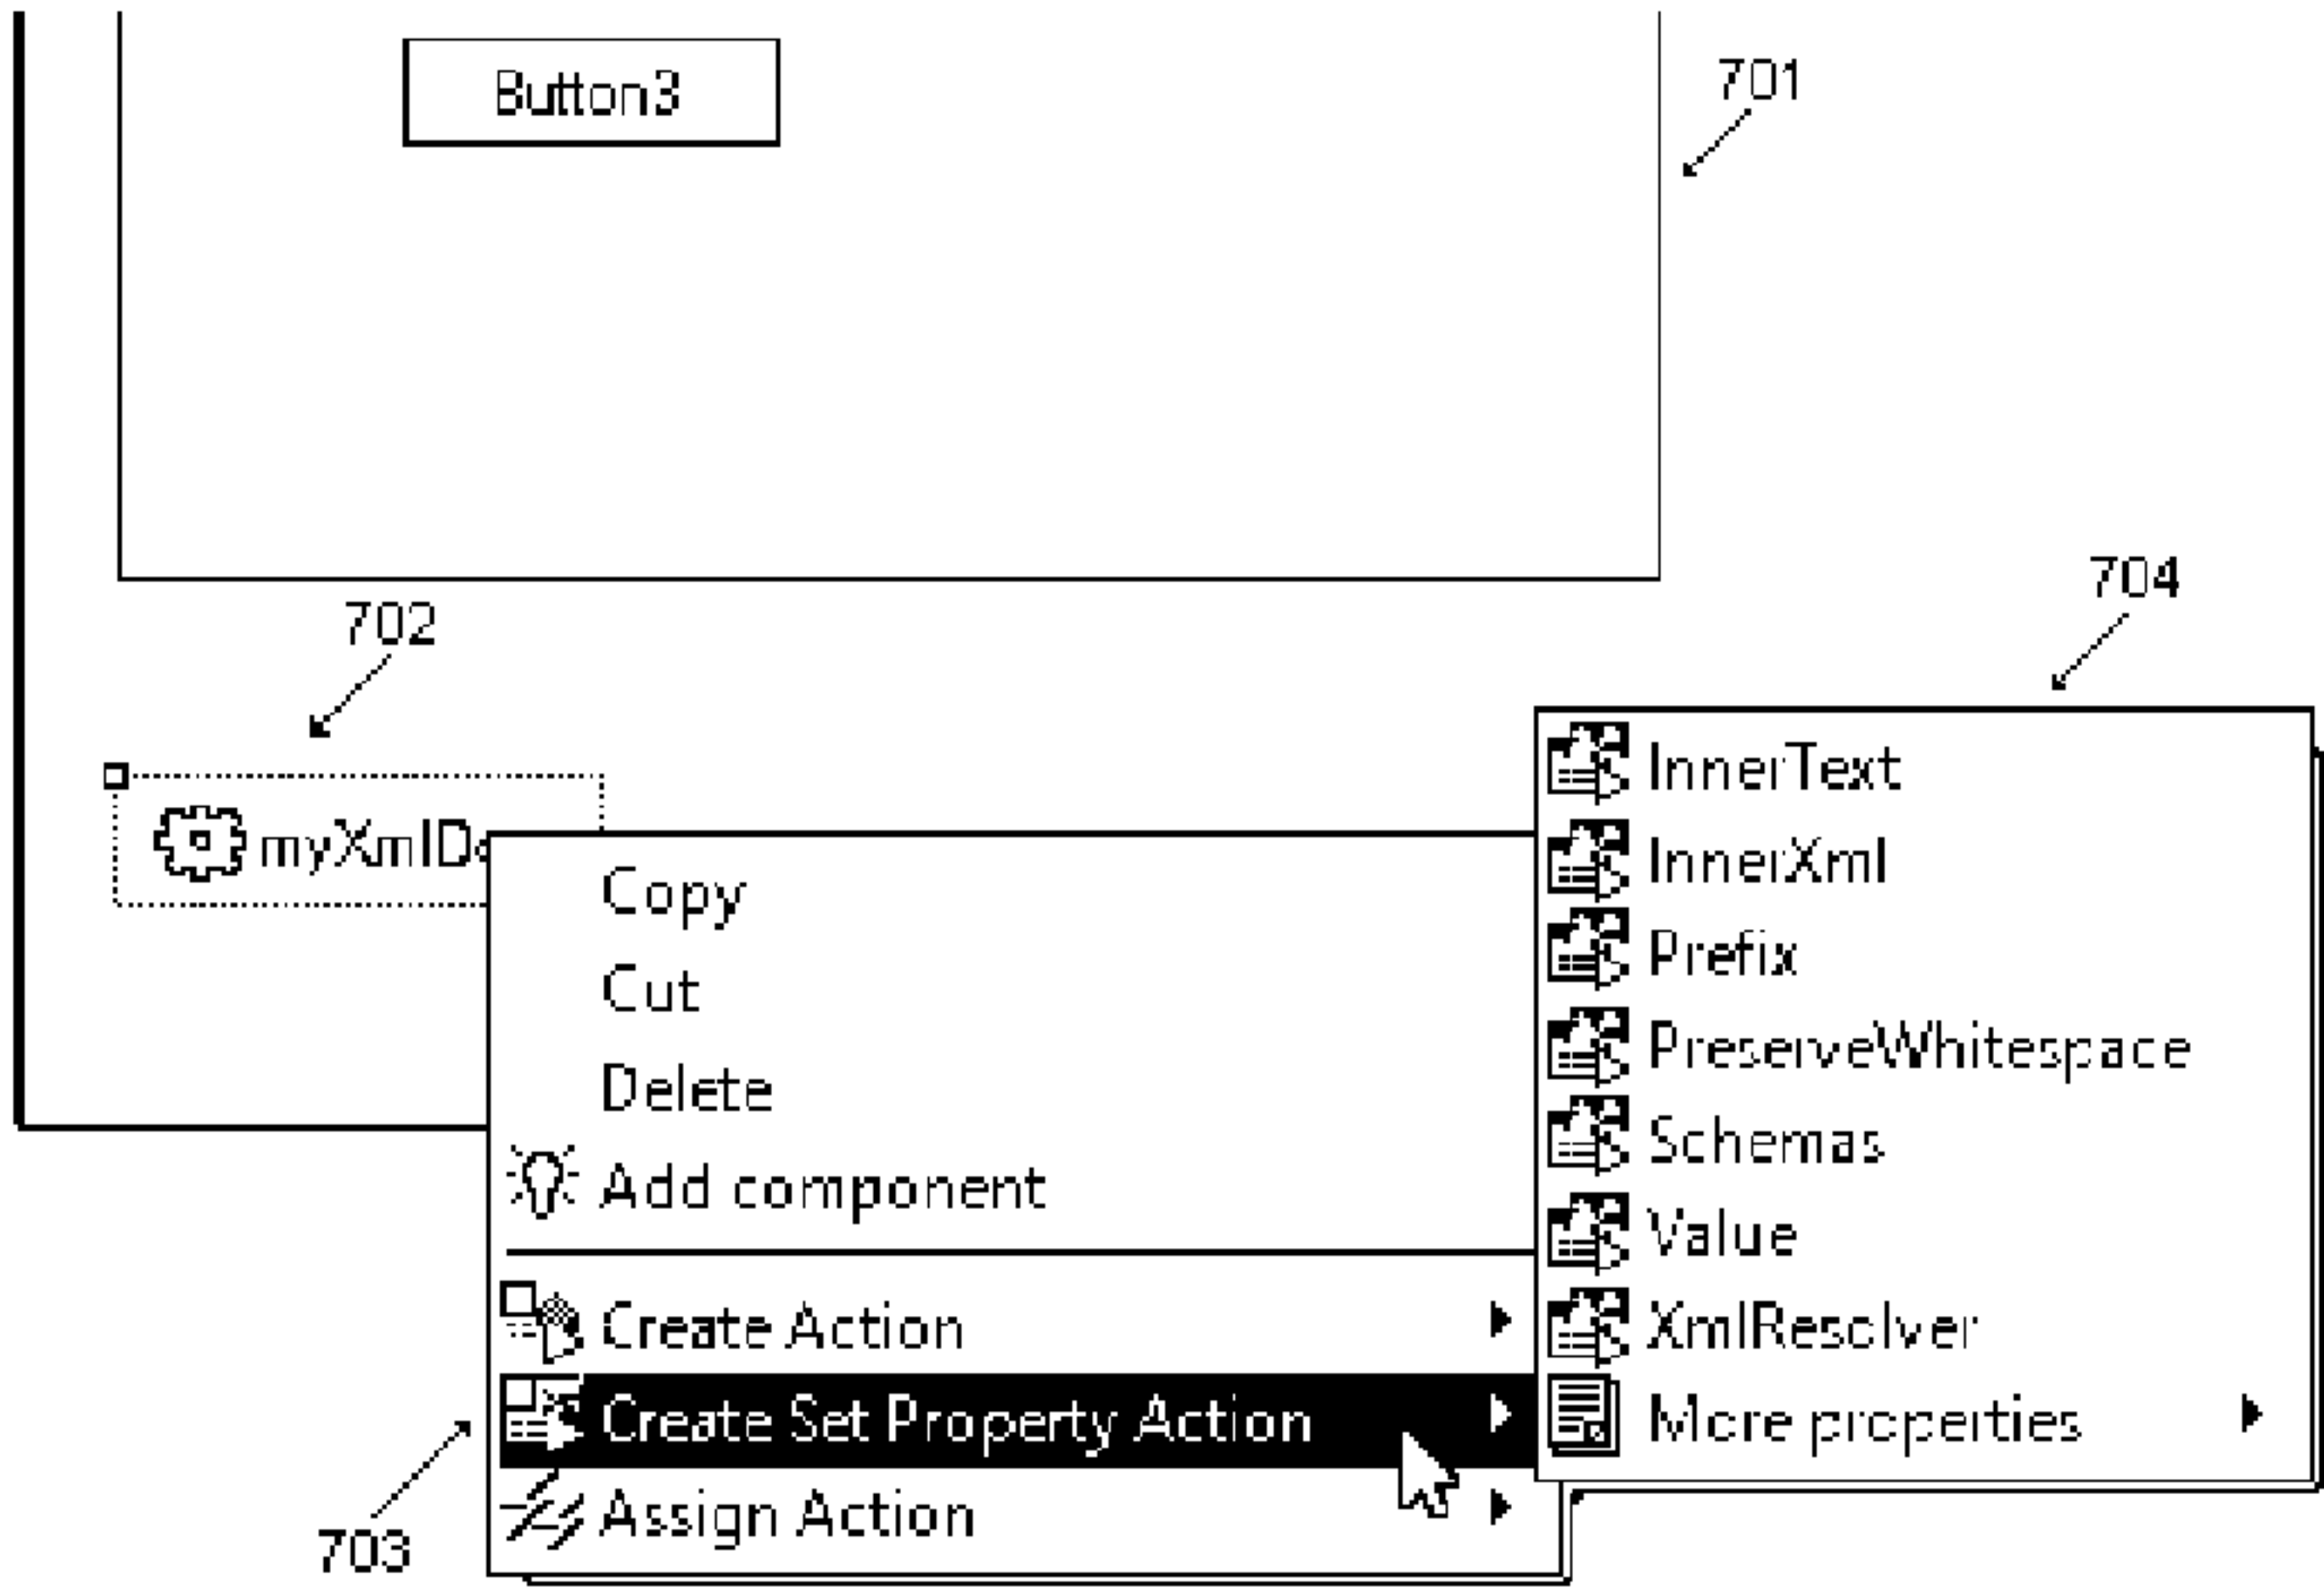 Button3
701
704
702
InnerText
InnerXml
Prefix
PreserveWhitespace
Schemas
Value
XmlResolver
More properties
Copy
Cut
Delete
Add component
Create Action
Create Set Property Action
Assign Action
703